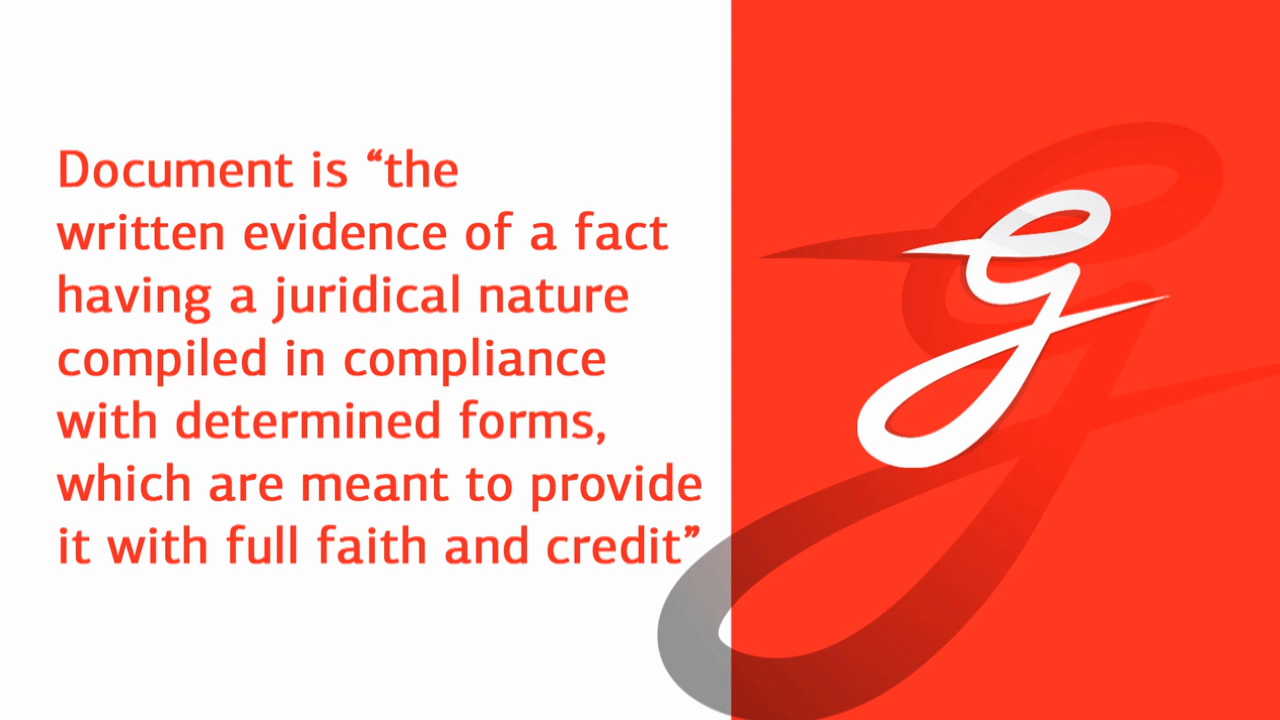 Document is “the
written evidence of a fact
having a juridical nature
compiled in compliance
with determined forms,
which are meant to provide
it with full faith and credit”